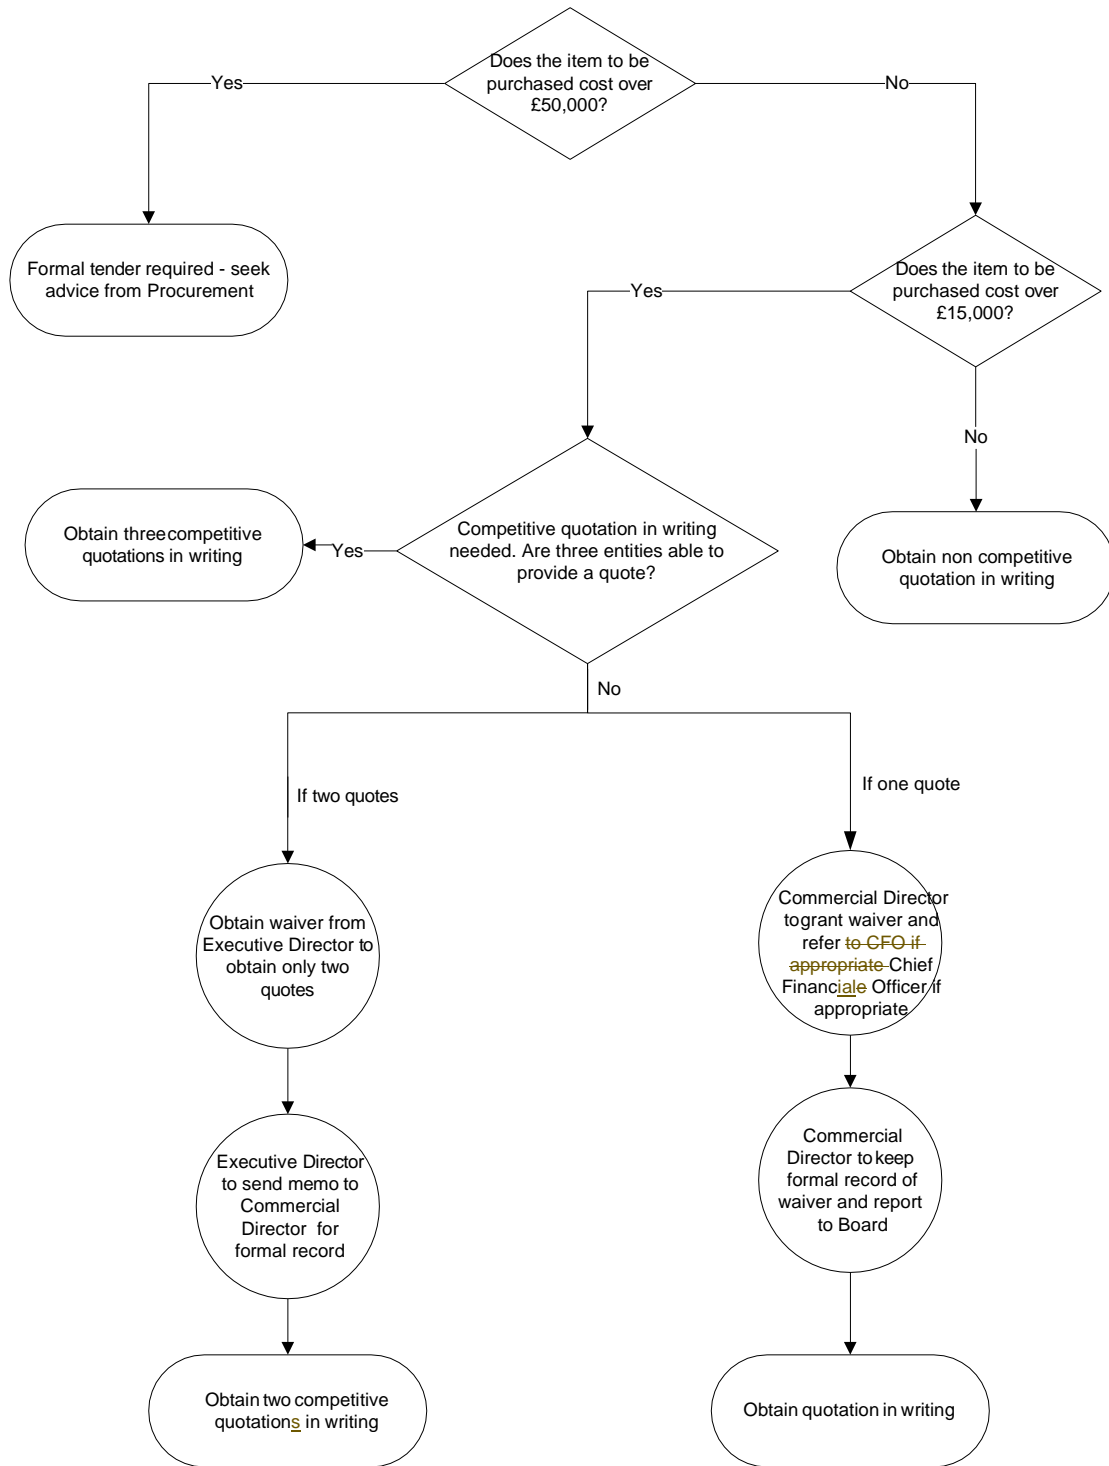 Does the item to be
purchased cost over
£50,000?
Yes
No
Formal tender required - seek
advice from Procurement
Does the item to be
purchased cost over
£15,000?
Yes
No
Competitive quotation in writing
needed. Are three entities able to
provide a quote?
Yes
Obtain three competitive
quotations in writing
Obtain non competitive
quotation in writing
No
If two quotes
If one quote
Obtain waiver from
Executive Director to
obtain only two
quotes
Commercial Director
to grant waiver and
refer to CFO if
appropriate Chief
Financiale Officer if
appropriate
Executive Director
to send memo to
Commercial
Director for
formal record
Commercial
Director to keep
formal record of
waiver and report
to Board
Obtain two competitive
quotations in writing
Obtain quotation in writing